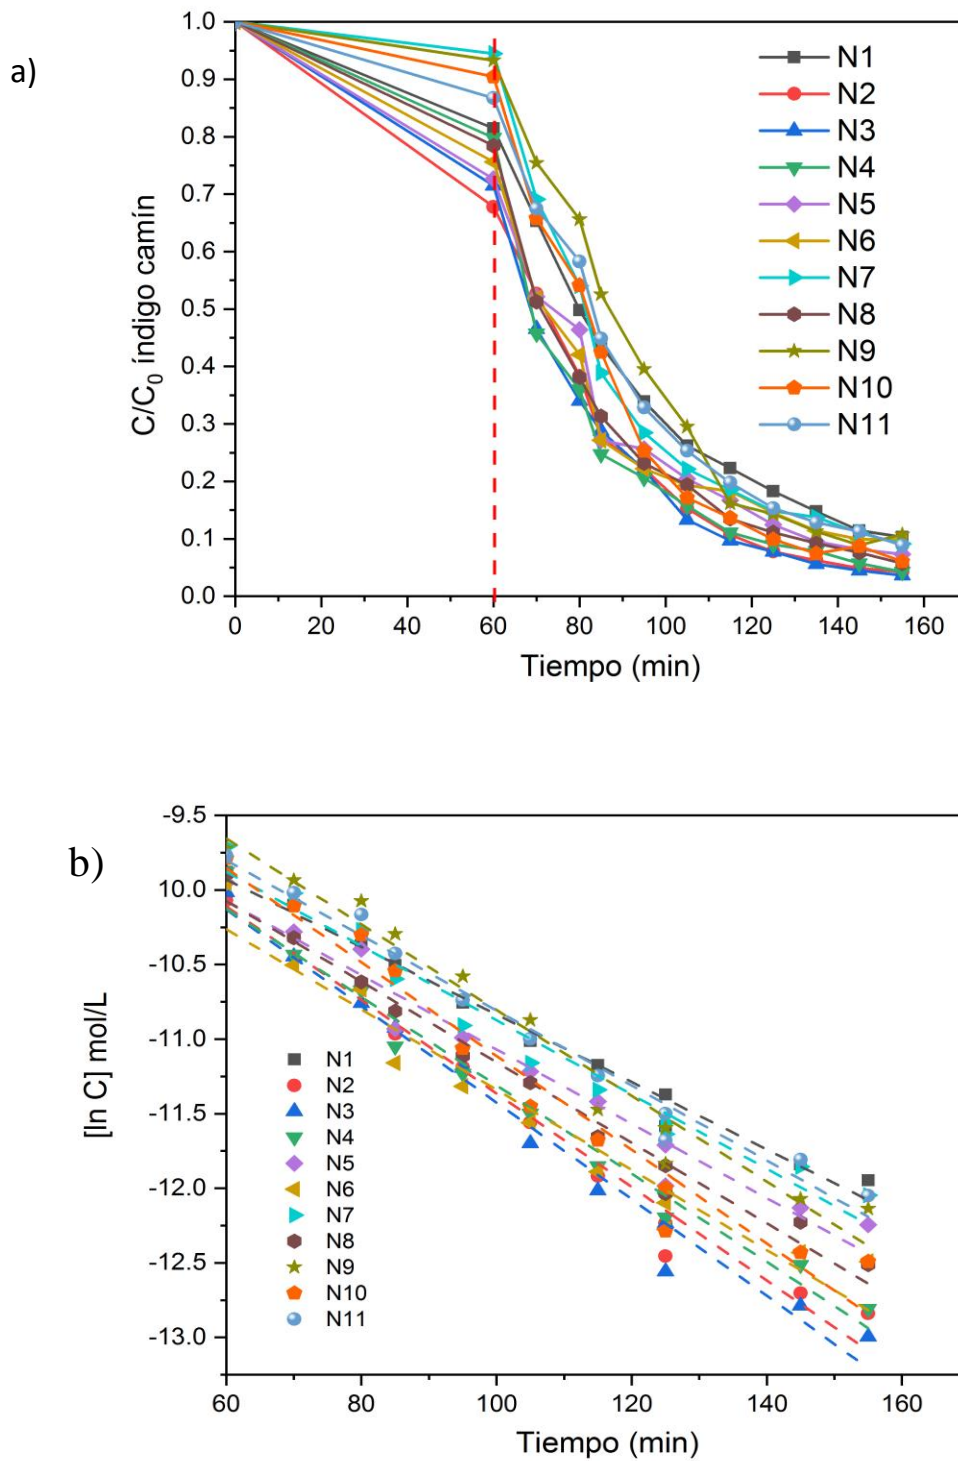 a)
C/C0 índigo camín
1.0
0.9
0.8
0.7
0.6
0.5
0.4
0.3
0.2
0.1
0.0
0 20 40 60 80 100 120 140 160
Tiempo (min)
N1
N2
N3
N4
N5
N6
N7
N8
N9
N10
N11
b)
[ln C] mol/L
-9.5
10.0
-10.5
-11.0
-11.5
-12.0
-12.5
-13.0
60 80 100 120 140 160
Tiempo (min)
N1
N2
N3
N4
N5
N6
N7
N8
N9
N10
N11